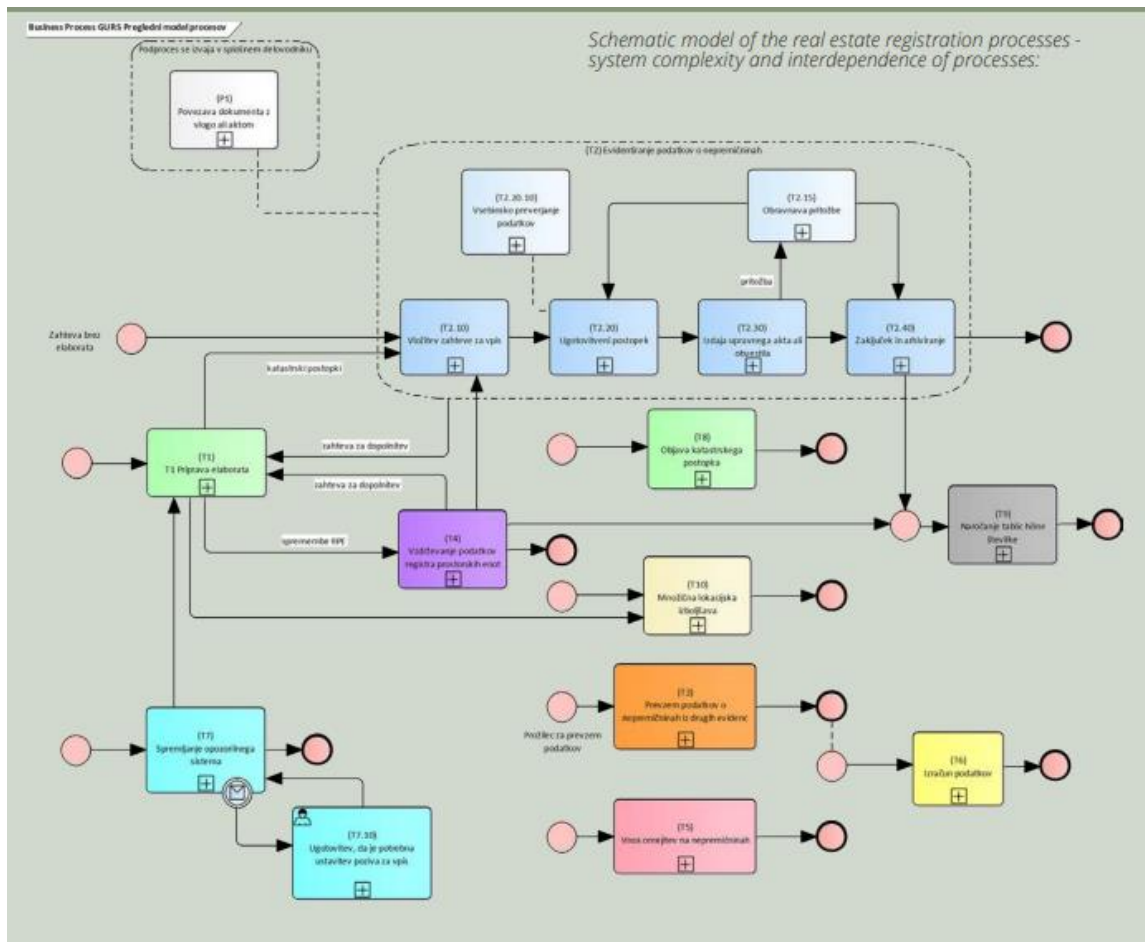 Business Process GURS Pregledni model procesov
Schematic model of the real estate registration processes -
system complexity and interdependence of processes:
Podproces se izvaja v splošnem delovodniku
(P1)
Povezava dokumenta z
vlogo ali aktom
(T2) Evidentiranje podatkov o nepremičninah
(T2.20.10)
Vsebinsko preverjanje
podatkov
(T2.15)
Obravnava pritožbe
pritožba
Zahteva brez
elaborata
(T2.10)
Vložitev zahteve za vpis
(T2.20)
Ugotovitveni postopek
(T2.30)
Izdaja upravnega akta ali
obvestila
(T2.40)
Zaključek in arhiviranje
katastrski postopki
(T1)
T1 Priprava elaborata
zahteva za dopolnitev
zahteva za dopolnitev
(T8)
Objava katastrskega
postopka
spremembe RPE
(T4)
Vzdrževanje podatkov
registra prostorskih enot
(T9)
Naročanje tablic hišne
številke
(T10)
Množična lokacijska
izboljšava
(T3)
Prevzem podatkov o
nepremičninah iz drugih evidenc
Prožilec za prevzem
podatkov
(T7)
Spremljanje opozorilnega
sistema
(T6)
Izračun podatkov
(T7.10)
Ugotovitev, da je potrebna
ustavitev poziva za vpis
(T5)
Vnos omejitev na nepremičninah